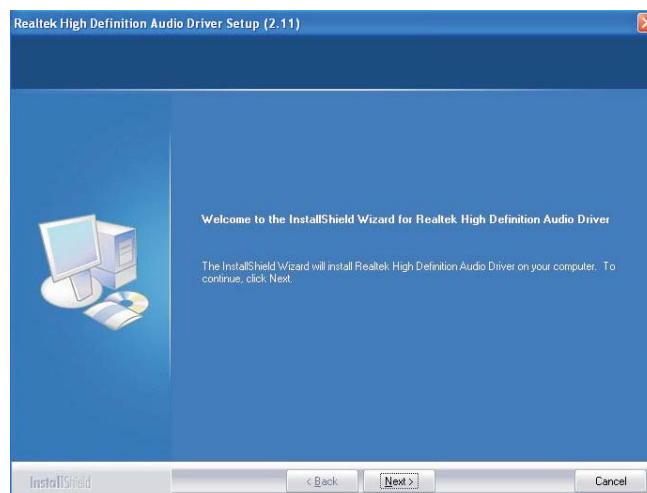 Realtek High Definition Audio Driver Setup (2.11)
Welcome to the InstallShield Wizard for Realtek High Definition Audio Driver
The InstallShield Wizard will install Realtek High Definition Audio Driver on your computer. To
continue, click Next.
InstallShield
< Back
Next >
Cancel